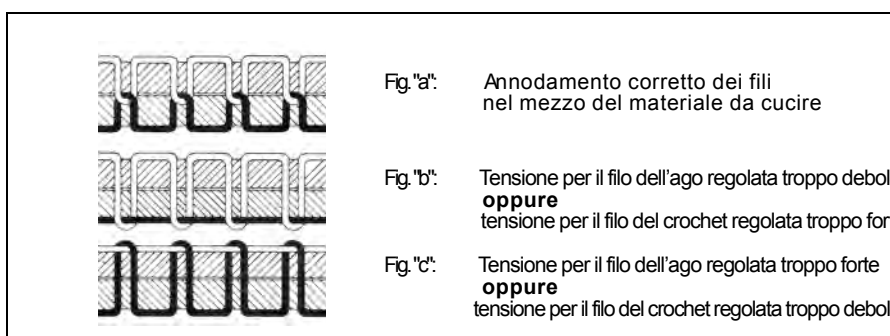 Fig."a": Annodamento corretto dei fili
nel mezzo del materiale da cucire
Fig."b": Tensione per il filo dell'ago regolata troppo debol
oppure
tensione per il filo del crochet regolata troppo for
Fig."c": Tensione per il filo dell'ago regolata troppo forte
oppure
tensione per il filo del crochet regolata troppo debol